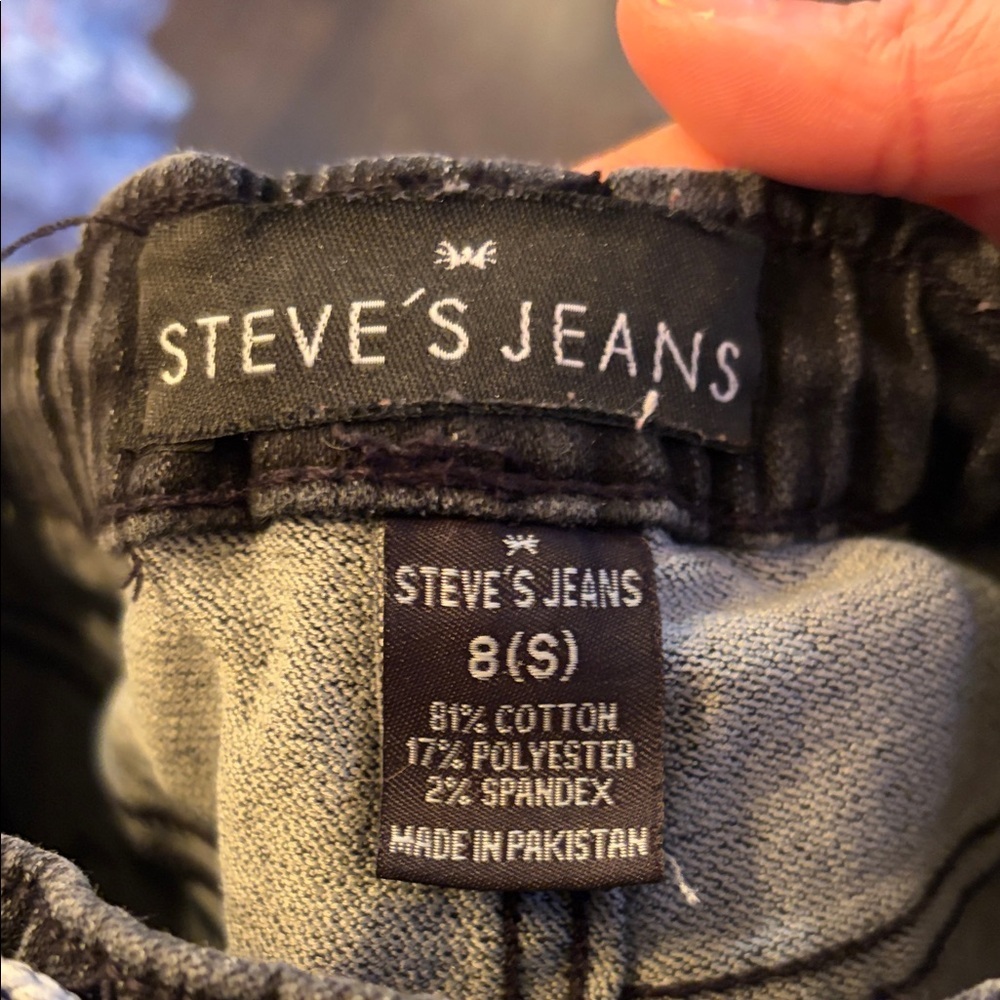 STEVE´S JEANS
STEVE´S JEANS
8(S)
81% COTTON
17% POLYESTER
2% SPANDEX
MADE IN PAKISTAN